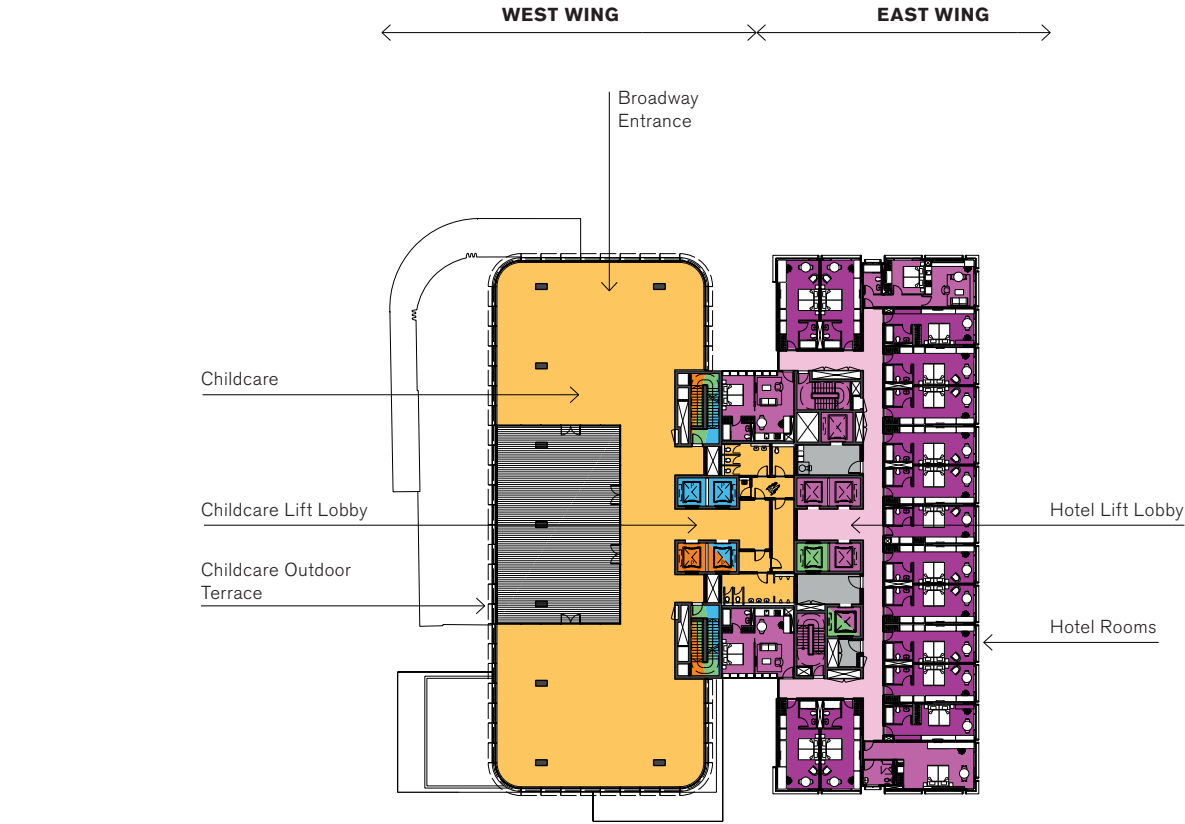 WEST WING
EAST WING
Broadway
Entrance
Childcare
Childcare Lift Lobby
Hotel Lift Lobby
Childcare Outdoor
Terrace
Hotel Rooms